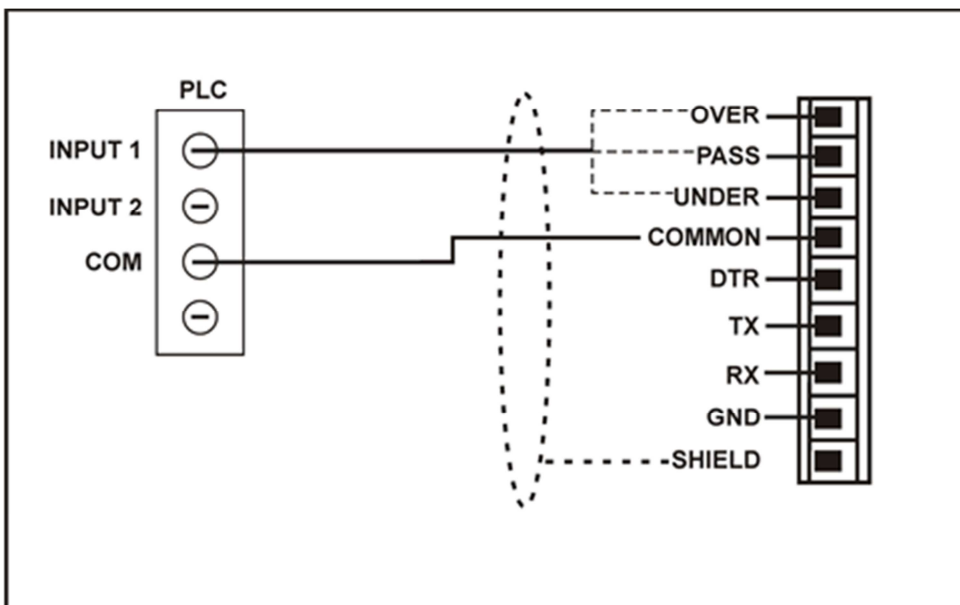 PLC
INPUT 1
INPUT 2
COM
OVER
PASS
UNDER
COMMON
DTR
TX
RX
GND
SHIELD